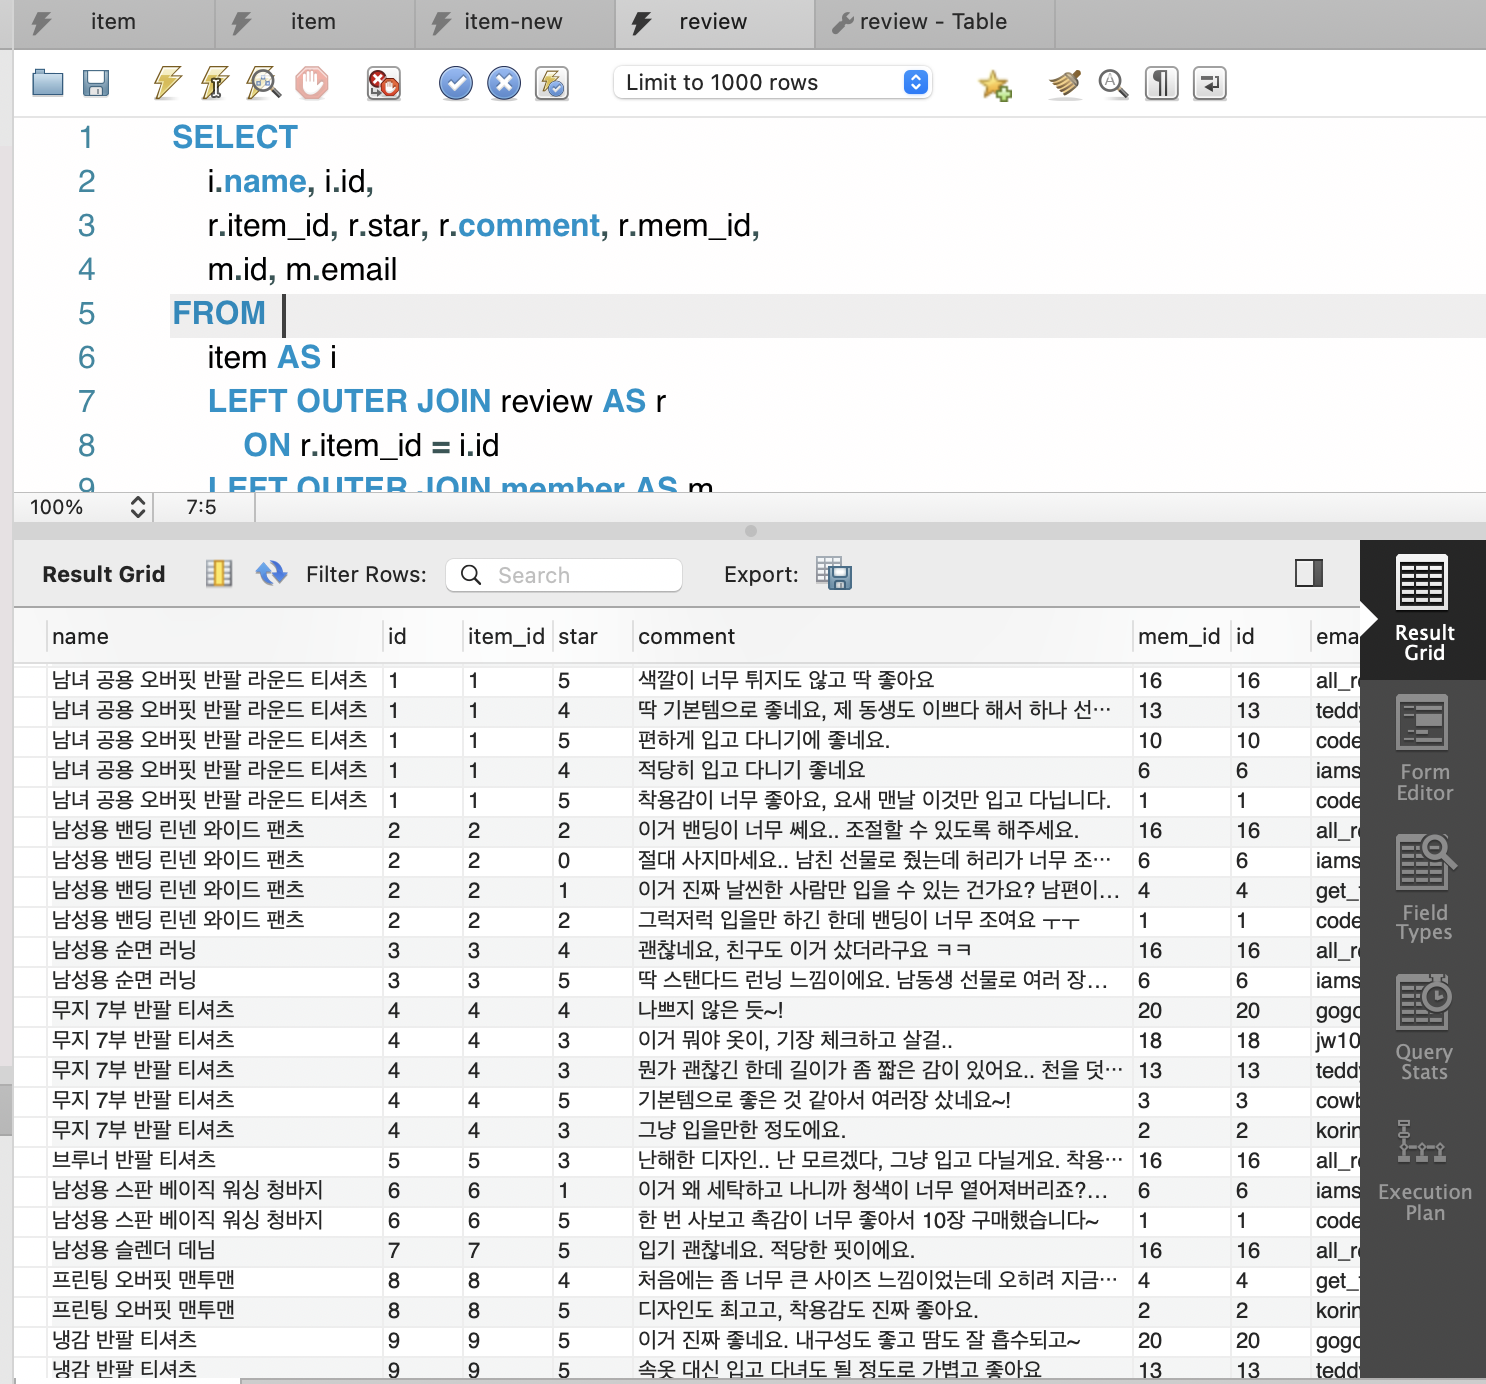 item item item-new review review - Table
Limit to 1000 rows
1 SELECT
2 i.name, i.id,
3 r.item_id, r.star, r.comment, r.mem_id,
4 m.id, m.email
5 FROM
6 item AS i
7 LEFT OUTER JOIN review AS r
8 ON r.item_id = i.id
9 LEFT OUTER JOIN member AS m
100% 7:5
Result Grid Filter Rows: Search Export:
name id item_id star comment mem_id id ema
남녀 공용 오버핏 반팔 라운드 티셔츠 1 1 5 색깔이 너무 튀지도 않고 딱 좋아요 16 16 all_r
남녀 공용 오버핏 반팔 라운드 티셔츠 1 1 4 딱 기본템으로 좋네요, 제 동생도 이쁘다 해서 하나 선… 13 13 tedd
남녀 공용 오버핏 반팔 라운드 티셔츠 1 1 5 편하게 입고 다니기에 좋네요. 10 10 code
남녀 공용 오버핏 반팔 라운드 티셔츠 1 1 4 적당히 입고 다니기 좋네요 6 6 iams
남녀 공용 오버핏 반팔 라운드 티셔츠 1 1 5 착용감이 너무 좋아요, 요새 맨날 이것만 입고 다닙니다. 1 1 code
남성용 밴딩 린넨 와이드 팬츠 2 2 2 이거 밴딩이 너무 쎄요.. 조절할 수 있도록 해주세요. 16 16 all_r
남성용 밴딩 린넨 와이드 팬츠 2 2 0 절대 사지마세요.. 남친 선물로 줬는데 허리가 너무 조… 6 6 iams
남성용 밴딩 린넨 와이드 팬츠 2 2 1 이거 진짜 날씬한 사람만 입을 수 있는 건가요? 남편이… 4 4 get_
남성용 밴딩 린넨 와이드 팬츠 2 2 2 그럭저럭 입을만 하긴 한데 밴딩이 너무 조여요 ㅜㅜ 1 1 code
남성용 순면 러닝 3 3 4 괜찮네요, 친구도 이거 샀더라구요 ㅋㅋ 16 16 all_r
남성용 순면 러닝 3 3 5 딱 스탠다드 런닝 느낌이에요. 남동생 선물로 여러 장… 6 6 iams
무지 7부 반팔 티셔츠 4 4 4 나쁘지 않은 듯~! 20 20 gogo
무지 7부 반팔 티셔츠 4 4 3 이거 뭐야 옷이, 기장 체크하고 살걸.. 18 18 jw10
무지 7부 반팔 티셔츠 4 4 3 뭔가 괜찮긴 한데 길이가 좀 짧은 감이 있어요.. 천을 덧… 13 13 tedd
무지 7부 반팔 티셔츠 4 4 5 기본템으로 좋은 것 같아서 여러장 샀네요~! 3 3 cowb
무지 7부 반팔 티셔츠 4 4 3 그냥 입을만한 정도에요. 2 2 korin
브루너 반팔 티셔츠 5 5 3 난해한 디자인.. 난 모르겠다, 그냥 입고 다닐게요. 착용… 16 16 all_r
남성용 스판 베이직 워싱 청바지 6 6 1 이거 왜 세탁하고 나니까 청색이 너무 옅어져버리죠?… 6 6 iams
남성용 스판 베이직 워싱 청바지 6 6 5 한 번 사보고 촉감이 너무 좋아서 10장 구매했습니다~ 1 1 code
남성용 슬렌더 데님 7 7 5 입기 괜찮네요. 적당한 핏이에요. 16 16 all_r
프린팅 오버핏 맨투맨 8 8 4 처음에는 좀 너무 큰 사이즈 느낌이었는데 오히려 지금… 4 4 get_
프린팅 오버핏 맨투맨 8 8 5 디자인도 최고고, 착용감도 진짜 좋아요. 2 2 korin
냉감 반팔 티셔츠 9 9 5 이거 진짜 좋네요. 내구성도 좋고 땀도 잘 흡수되고~ 20 20 gogo
냉감 반팔 티셔츠 9 9 5 속옷 대신 입고 다녀도 될 정도로 가볍고 좋아요 13 13 tedd
Result
Grid
Form
Editor
Field
Types
Query
Stats
Execution
Plan